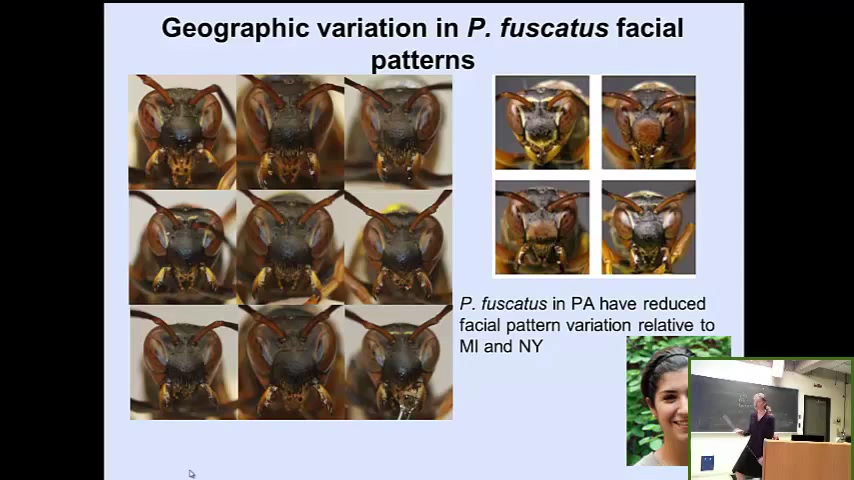 Geographic variation in P. fuscatus facial
patterns
P. fuscatus in PA have reduced
facial pattern variation relative to
MI and NY